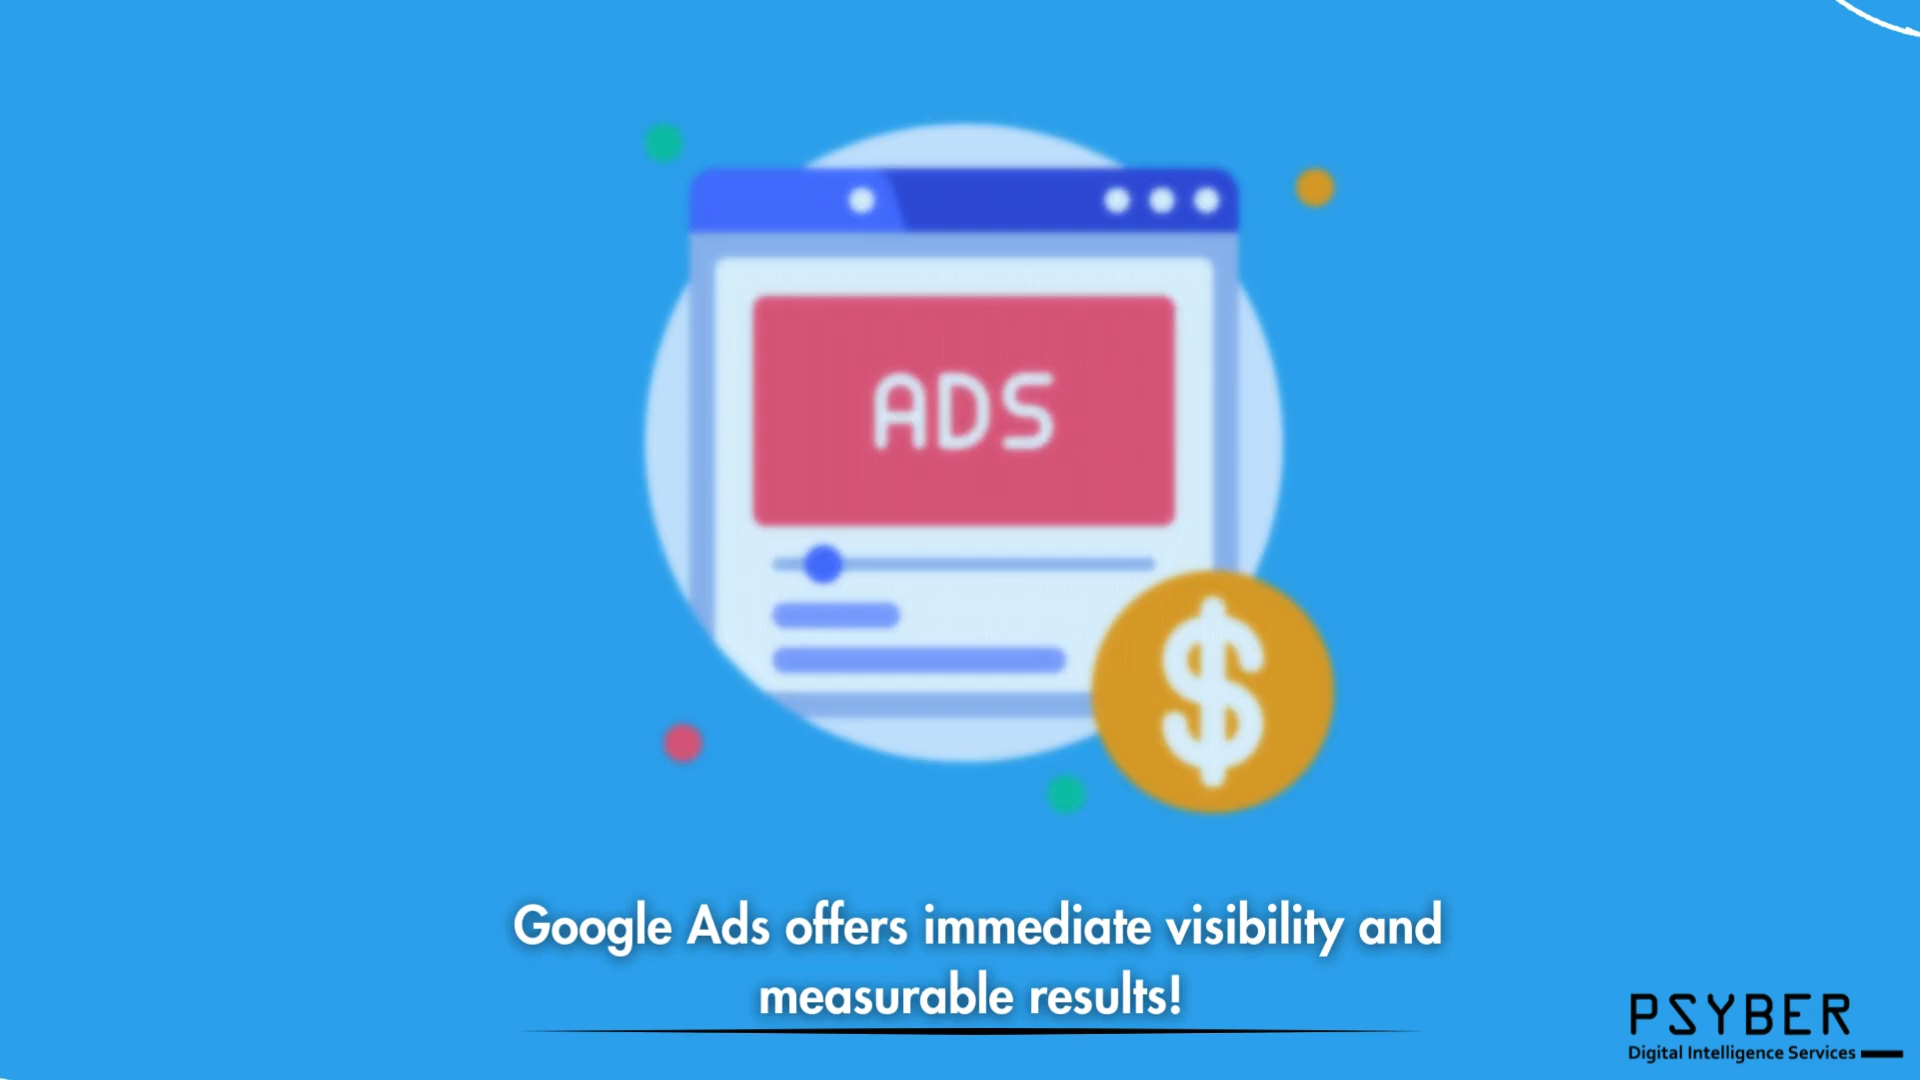 ADS
$
Google Ads offers immediate visibility and
measurable results!
PSYBER
Digital Intelligence Services